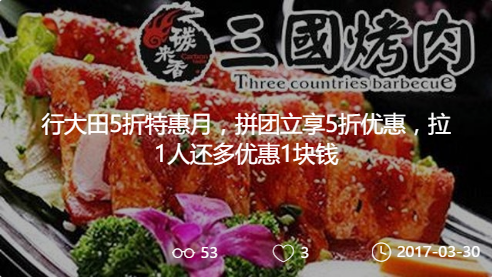 碳来香
Carbon
三國烤肉
Three countries barbecue
行大田5折特惠月，拼团立享5折优惠，拉
1人还多优惠1块钱
53
3
2017-03-30